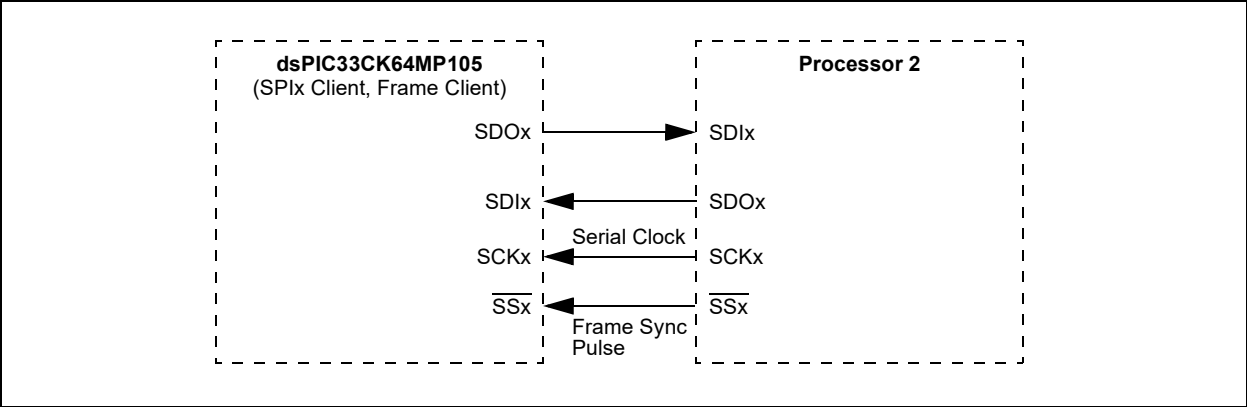 dsPIC33CK64MP105
(SPIx Client, Frame Client)
Processor 2
SDOx
SDIx
SDIx
SDOx
Serial Clock
SCKx
SCKx
SSx
SSx
Frame Sync
Pulse